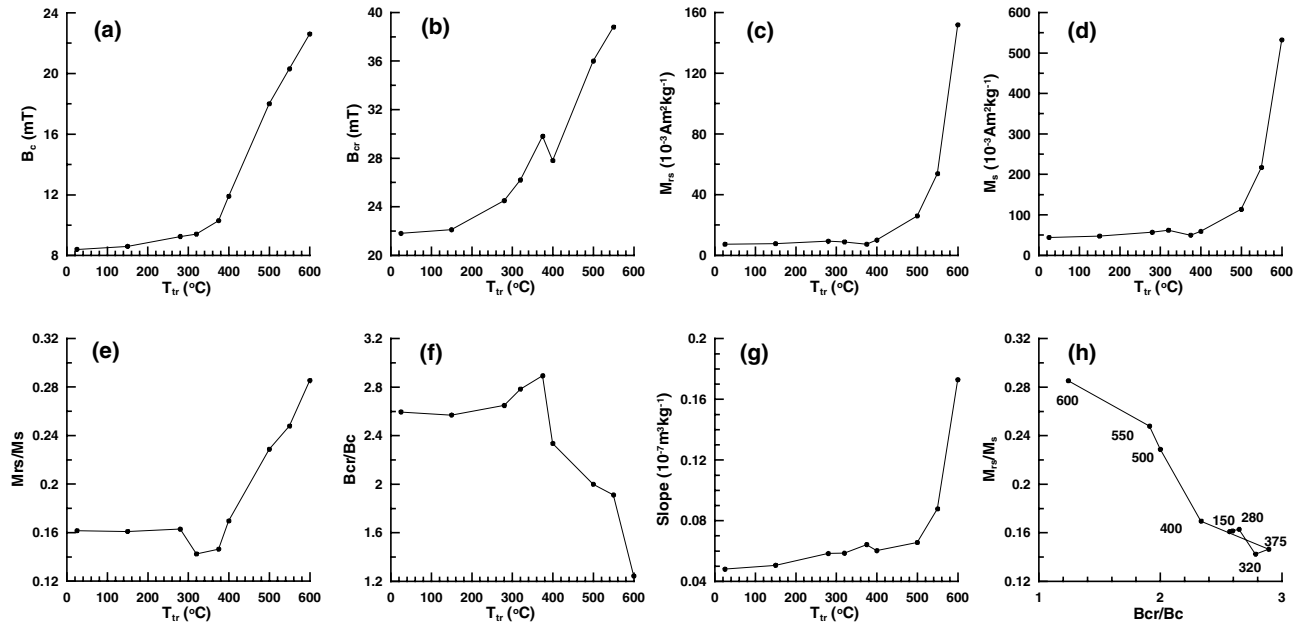 (a)
24
20
16
12
8
B_c (mT)
0 100 200 300 400 500 600
T_tr (°C)
(b)
40
36
32
28
24
20
B_cr (mT)
0 100 200 300 400 500 600
T_tr (°C)
(c)
160
120
80
40
0
M_rs (10⁻³Am²kg⁻¹)
0 100 200 300 400 500 600
T_tr (°C)
(d)
600
500
400
300
200
100
0
M_s (10⁻³Am²kg⁻¹)
0 100 200 300 400 500 600
T_tr (°C)
(e)
0.32
0.28
0.24
0.2
0.16
0.12
Mrs/Ms
0 100 200 300 400 500 600
T_tr (°C)
(f)
3.2
2.8
2.4
2
1.6
1.2
Bcr/Bc
0 100 200 300 400 500 600
T_tr (°C)
(g)
0.2
0.16
0.12
0.08
0.04
Slope (10⁻⁷m³kg⁻¹)
0 100 200 300 400 500 600
T_tr (°C)
(h)
0.32
0.28
0.24
0.2
0.16
0.12
M_rs/M_s
600
550
500
400
150
280
375
320
1 2 3
Bcr/Bc